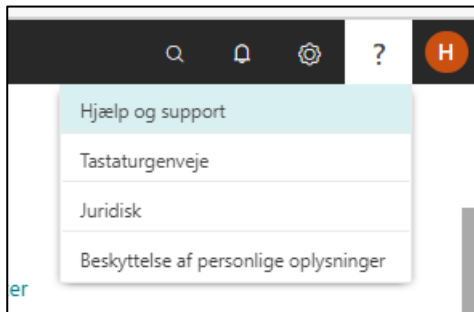 ? H
Hjælp og support
Tastaturgenveje
Juridisk
Beskyttelse af personlige oplysninger
er